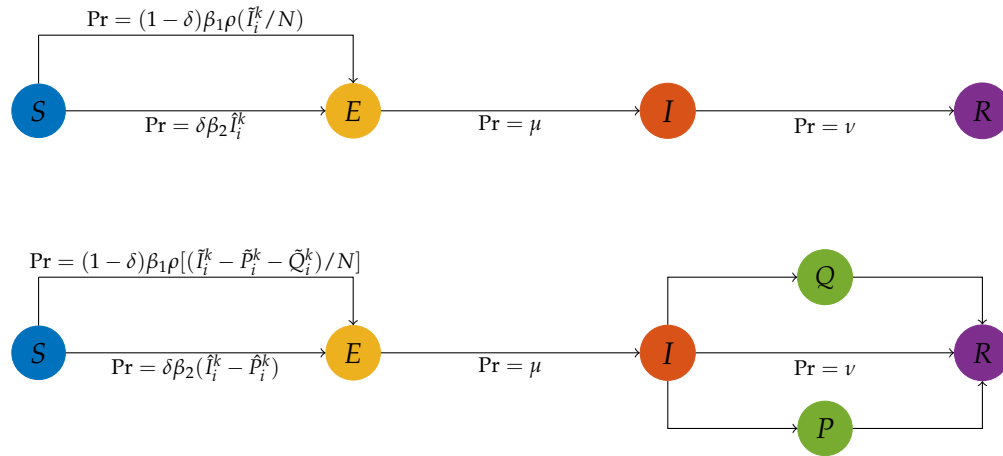 Pr = (1 − δ)β₁ρ(Ĩᵢᵏ/N)
S
E
I
R
Pr = δβ₂Îᵢᵏ
Pr = μ
Pr = ν
Pr = (1 − δ)β₁ρ[(Ĩᵢᵏ − P̃ᵢᵏ − Q̃ᵢᵏ)/N]
Q
S
E
I
R
Pr = δβ₂(Îᵢᵏ − P̂ᵢᵏ)
Pr = μ
Pr = ν
P